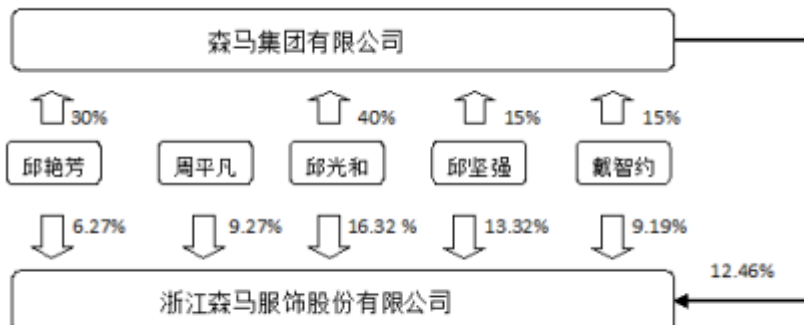 森马集团有限公司
30% 40% 15% 15%
邱艳芳 周平凡 邱光和 邱坚强 戴智约
6.27% 9.27% 16.32 % 13.32% 9.19%
12.46%
浙江森马服饰股份有限公司